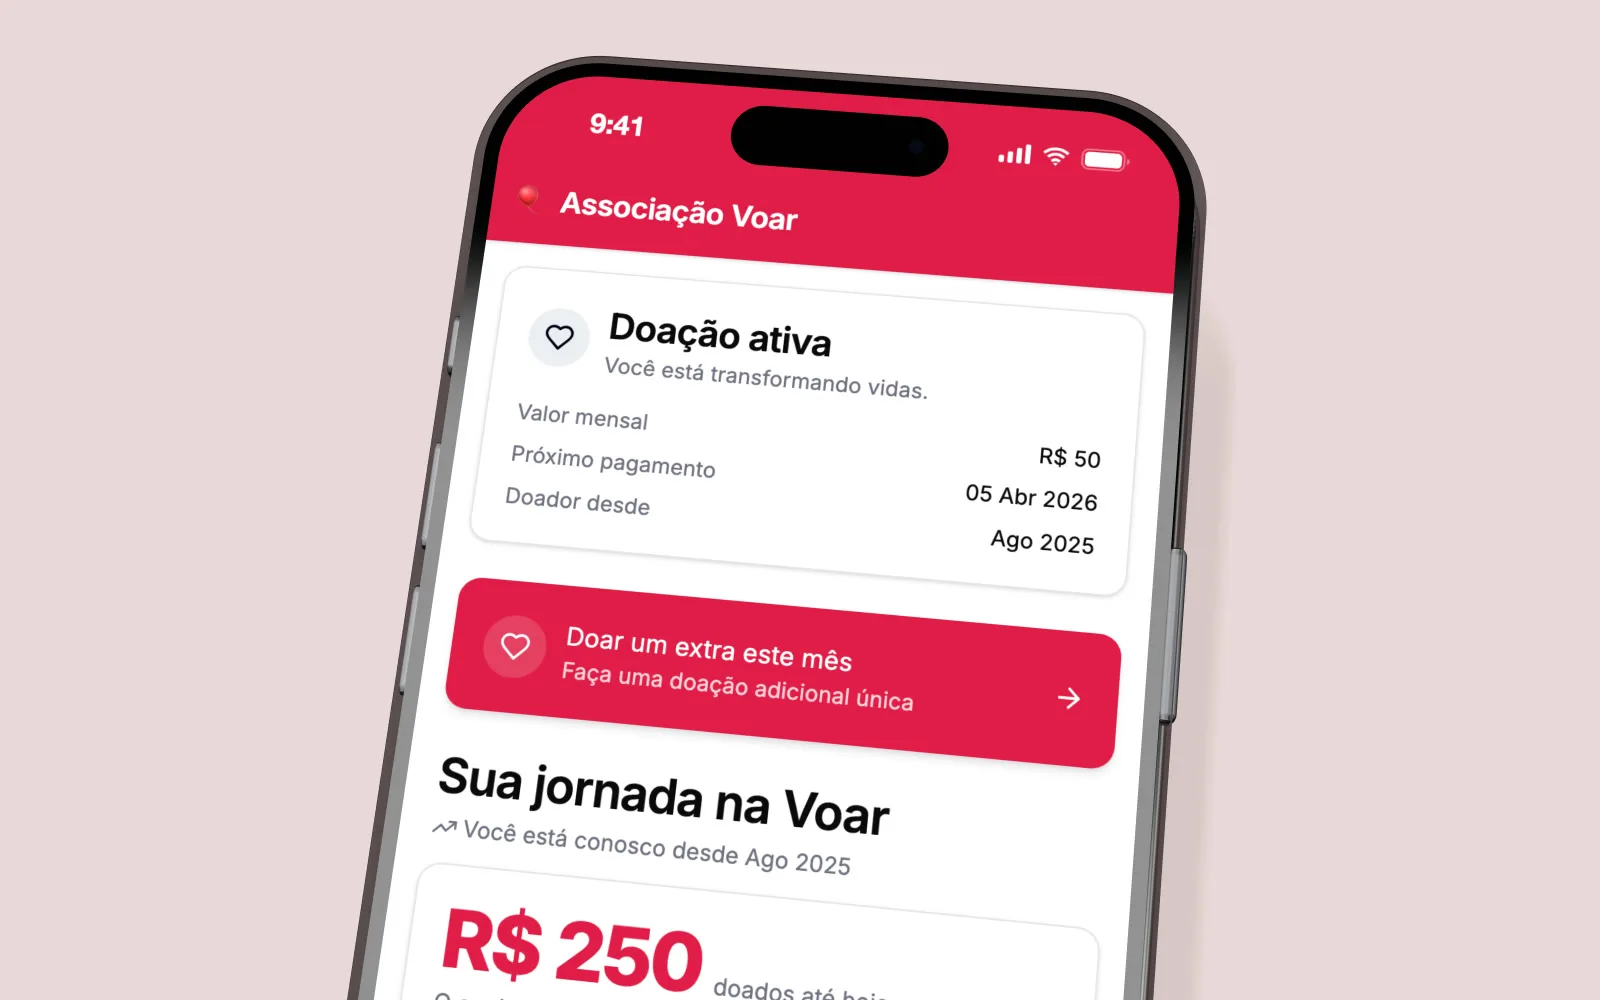 9:41
Associação Voar
Doação ativa
Você está transformando vidas.
Valor mensal
R$ 50
Próximo pagamento
05 Abr 2026
Doador desde
Ago 2025
Doar um extra este mês
Faça uma doação adicional única
Sua jornada na Voar
Você está conosco desde Ago 2025
R$ 250 doados até